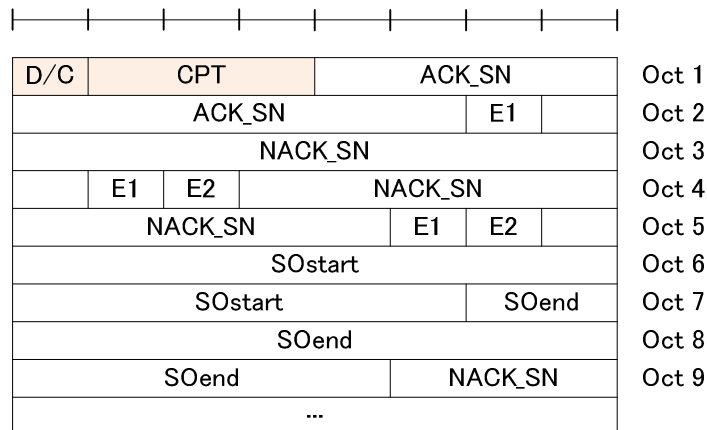 D/C CPT ACK_SN Oct 1
ACK_SN E1 Oct 2
NACK_SN Oct 3
E1 E2 NACK_SN Oct 4
NACK_SN E1 E2 Oct 5
SOstart Oct 6
SOstart SOend Oct 7
SOend Oct 8
SOend NACK_SN Oct 9
...